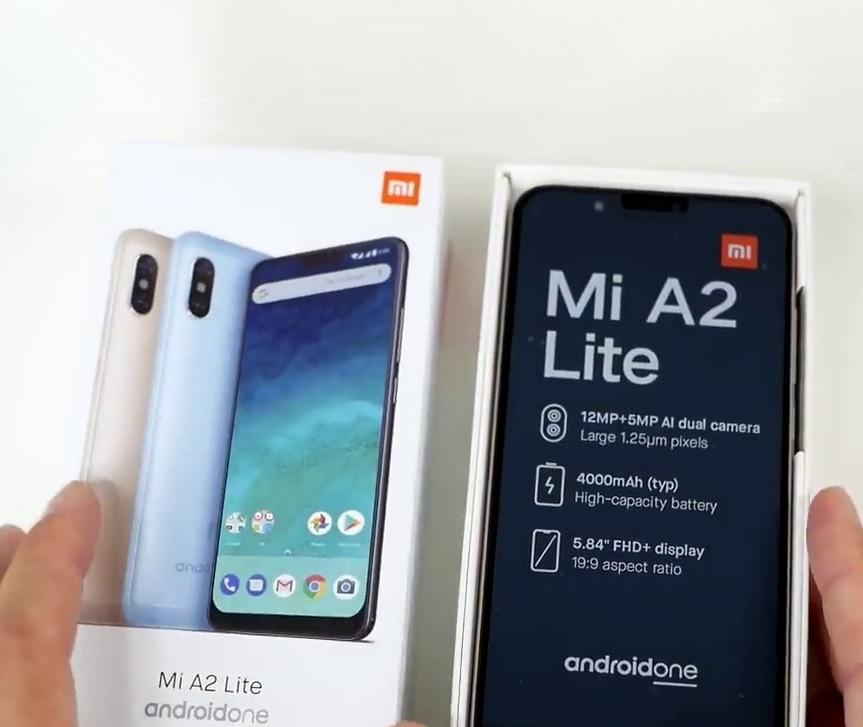 mi
Mi A2 Lite
androidone
mi
Mi A2
Lite
12MP+5MP AI dual camera
Large 1.25μm pixels
4000mAh (typ)
High-capacity battery
5.84" FHD+ display
19:9 aspect ratio
androidone